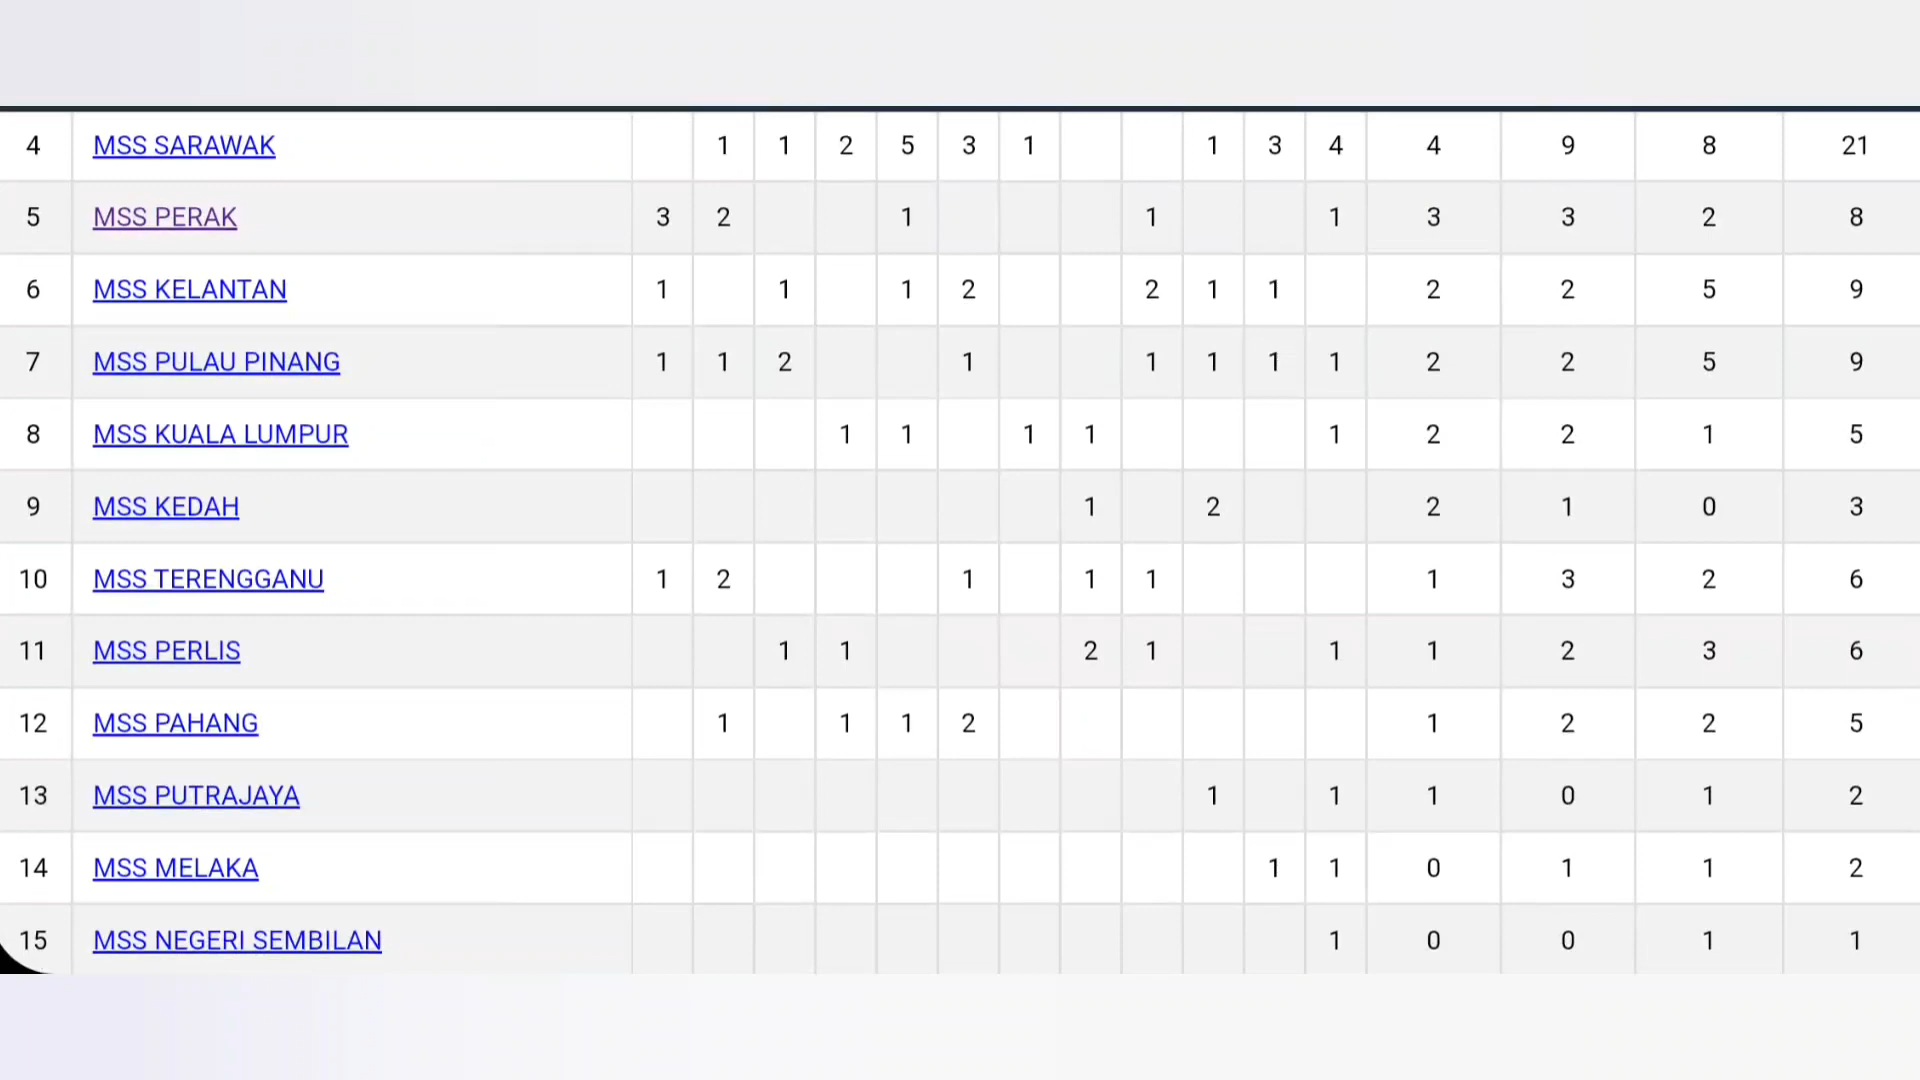 4 MSS SARAWAK 1 1 2 5 3 1 1 3 4 4 9 8 21
5 MSS PERAK 3 2 1 1 1 3 3 2 8
6 MSS KELANTAN 1 1 1 2 2 1 1 2 2 5 9
7 MSS PULAU PINANG 1 1 2 1 1 1 1 1 2 2 5 9
8 MSS KUALA LUMPUR 1 1 1 1 1 2 2 1 5
9 MSS KEDAH 1 2 2 1 0 3
10 MSS TERENGGANU 1 2 1 1 1 1 3 2 6
11 MSS PERLIS 1 1 2 1 1 1 2 3 6
12 MSS PAHANG 1 1 1 2 1 2 2 5
13 MSS PUTRAJAYA 1 1 1 0 1 2
14 MSS MELAKA 1 1 0 1 1 2
15 MSS NEGERI SEMBILAN 1 0 0 1 1